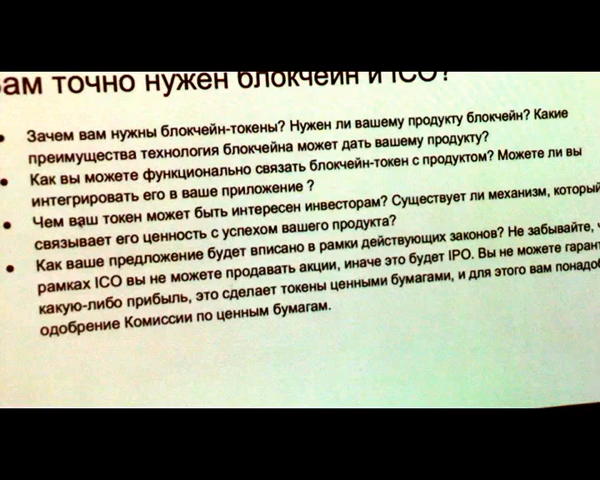 Вам точно нужен блокчейн и ICO?
• Зачем вам нужны блокчейн-токены? Нужен ли вашему продукту блокчейн? Какие
преимущества технология блокчейна может дать вашему продукту?
• Как вы можете функционально связать блокчейн-токен с продуктом? Можете ли вы
интегрировать его в ваше приложение ?
• Чем ваш токен может быть интересен инвесторам? Существует ли механизм, который
связывает его ценность с успехом вашего продукта?
• Как ваше предложение будет вписано в рамки действующих законов? Не забывайте,
рамках ICO вы не можете продавать акции, иначе это будет IPO. Вы не можете
какую-либо прибыль, это сделает токены ценными бумагами, и для этого вам
одобрение Комиссии по ценным бумагам.